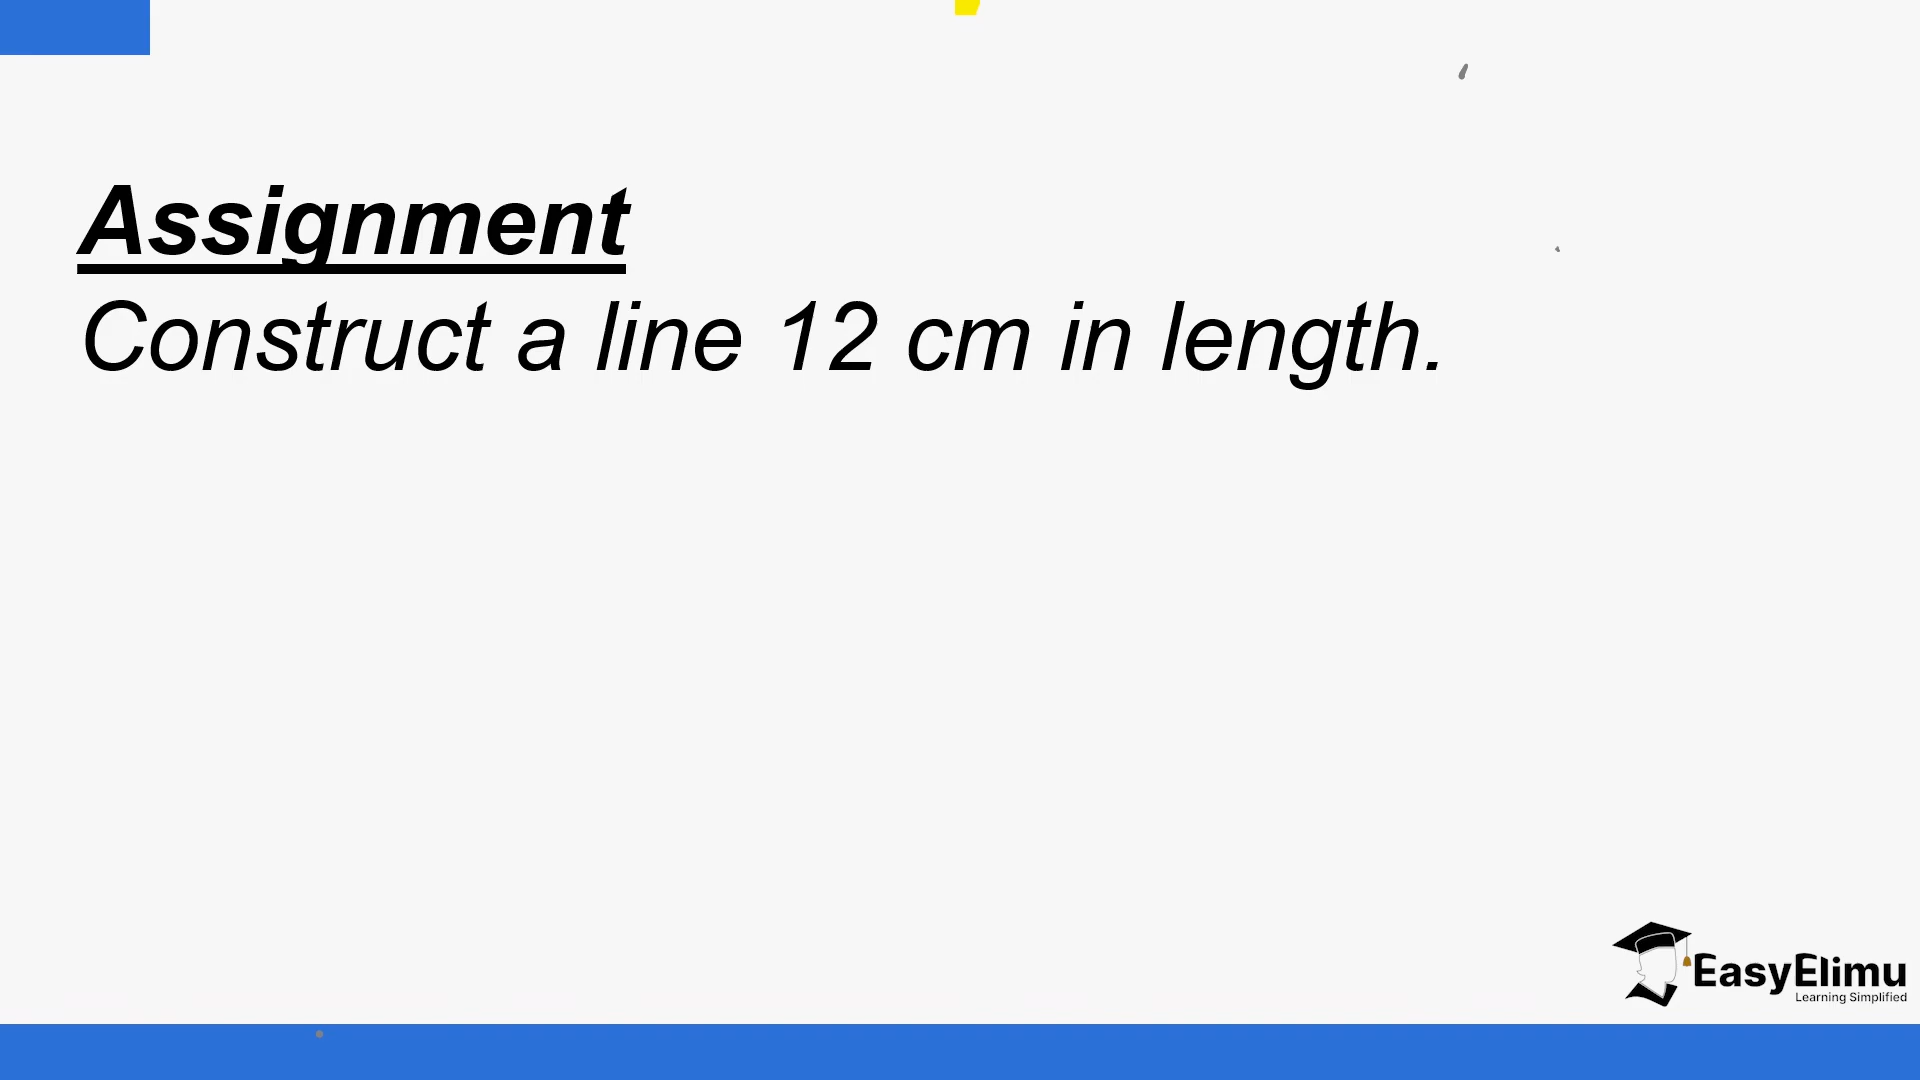 Assignment
Construct a line 12 cm in length.
EasyElimu
Learning Simplified